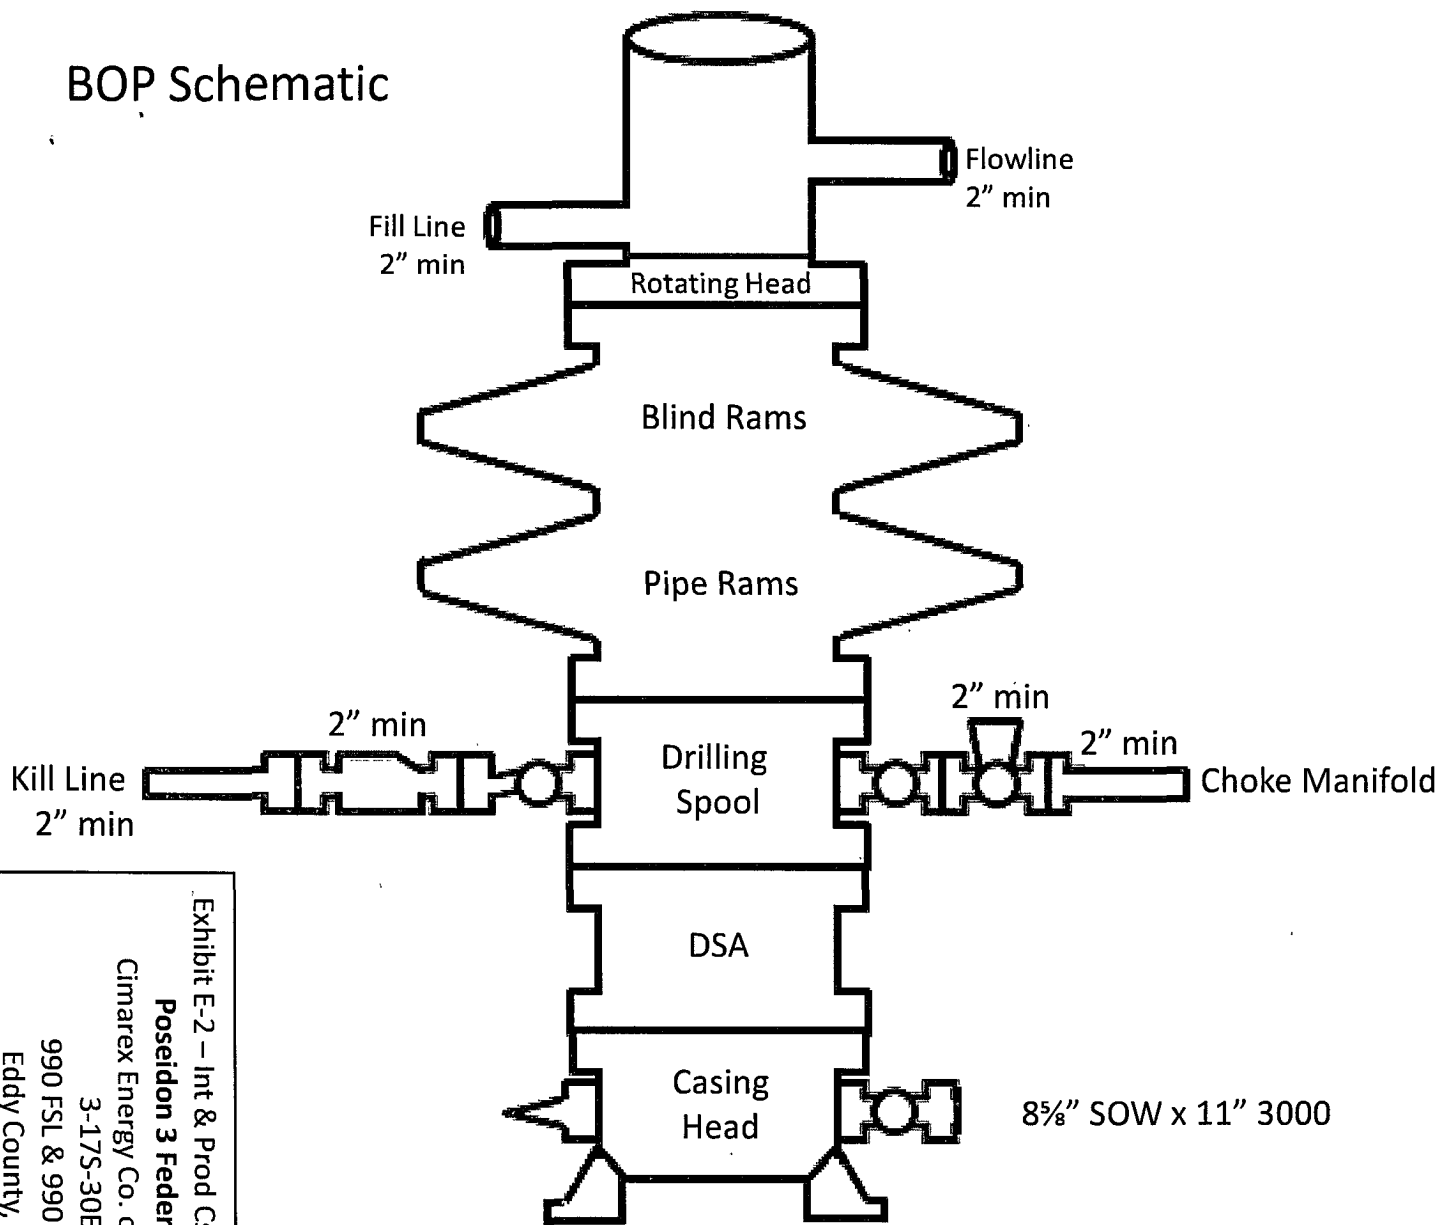 BOP Schematic
Flowline
2” min
Fill Line
2” min
Rotating Head
Blind Rams
Pipe Rams
2” min
2” min
2” min
Drilling
Spool
Kill Line
2” min
Choke Manifold
DSA
Casing
Head
8⅝” SOW x 11” 3000
Exhibit E-2 – Int & Prod
Poseidon 3
Cimarex Energy Co.
3-17S-30E
990 FSL & 990
Eddy County,